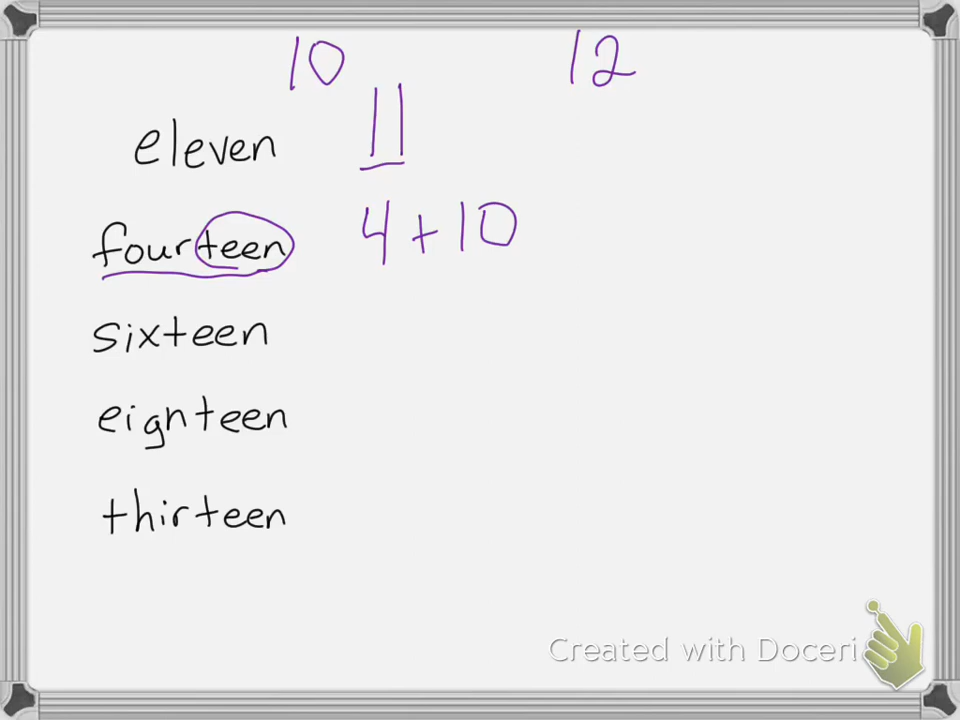 10 12
eleven 11
fourteen 4+10
sixteen
eighteen
thirteen
Created with Doceri